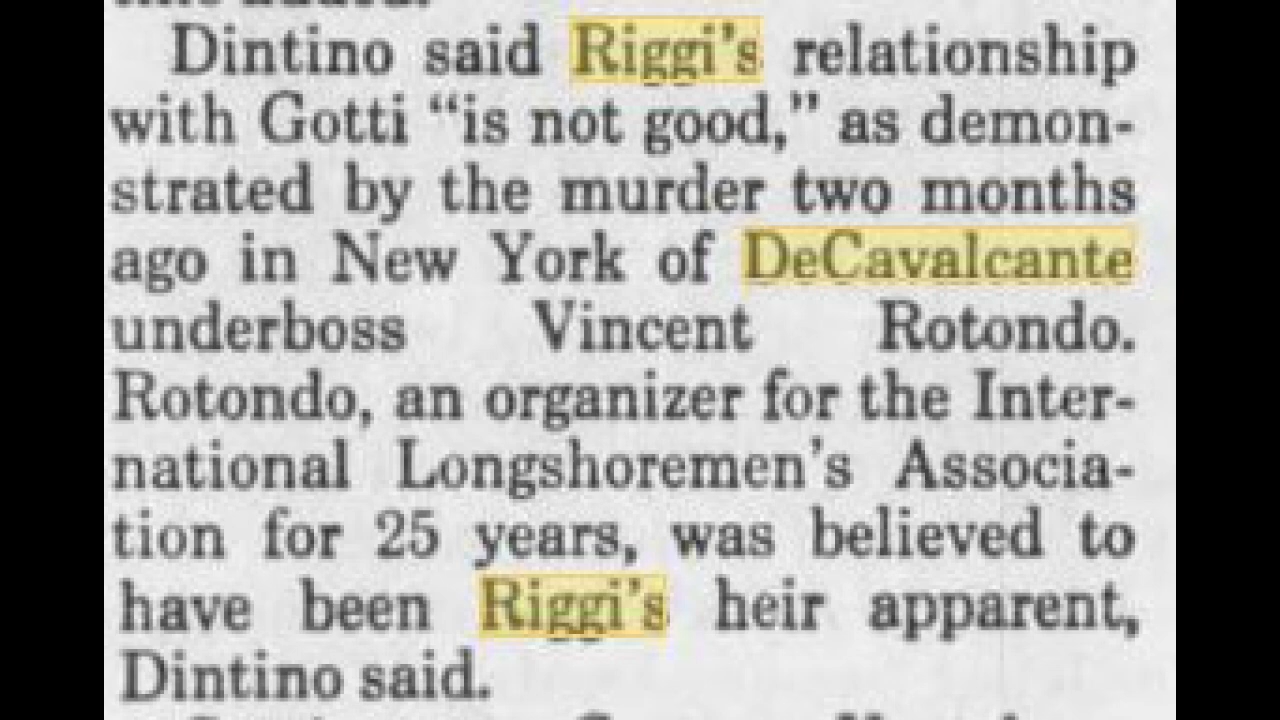 Dintino said Riggi's relationship
with Gotti “is not good,” as demon-
strated by the murder two months
ago in New York of DeCavalcante
underboss Vincent Rotondo.
Rotondo, an organizer for the Inter-
national Longshoremen's Associa-
tion for 25 years, was believed to
have been Riggi's heir apparent,
Dintino said.